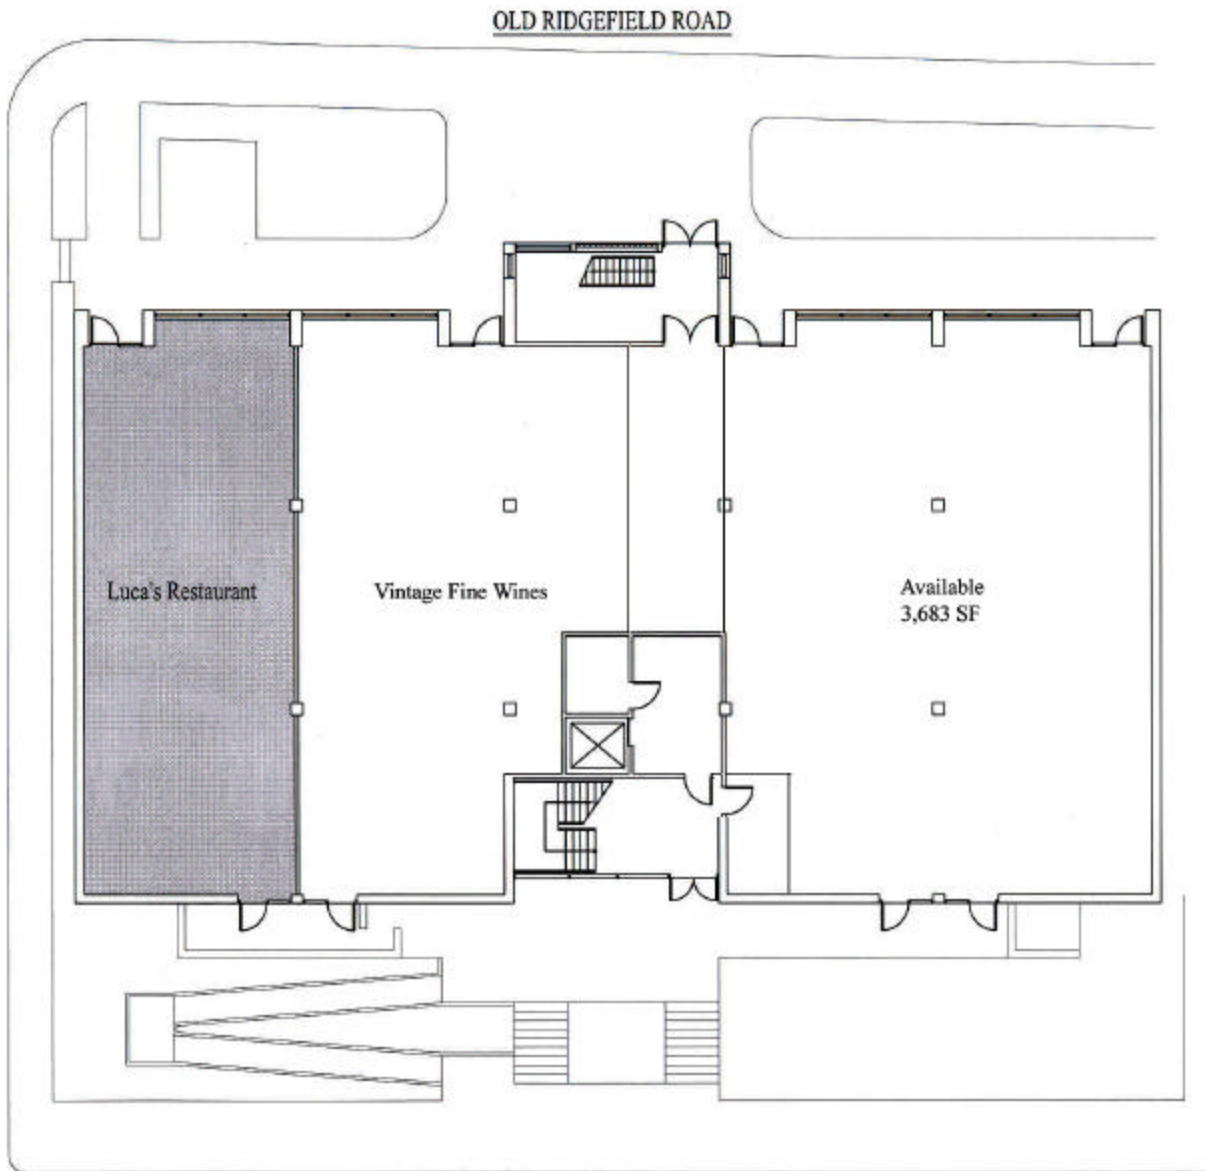 OLD RIDGEFIELD ROAD
Luca's Restaurant
Vintage Fine Wines
Available
3,683 SF